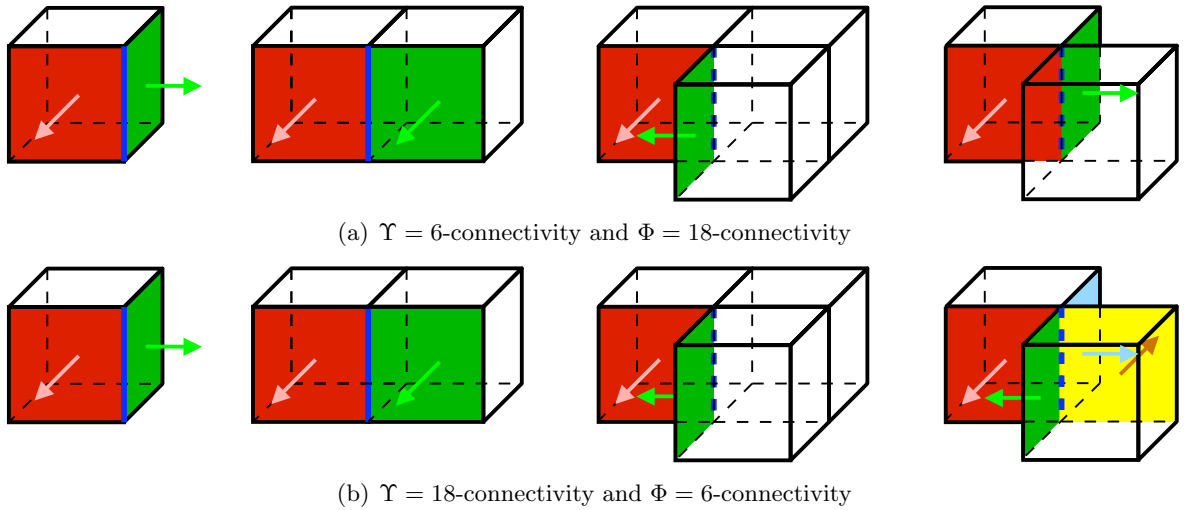 (a) ϒ = 6-connectivity and Φ = 18-connectivity
(b) ϒ = 18-connectivity and Φ = 6-connectivity